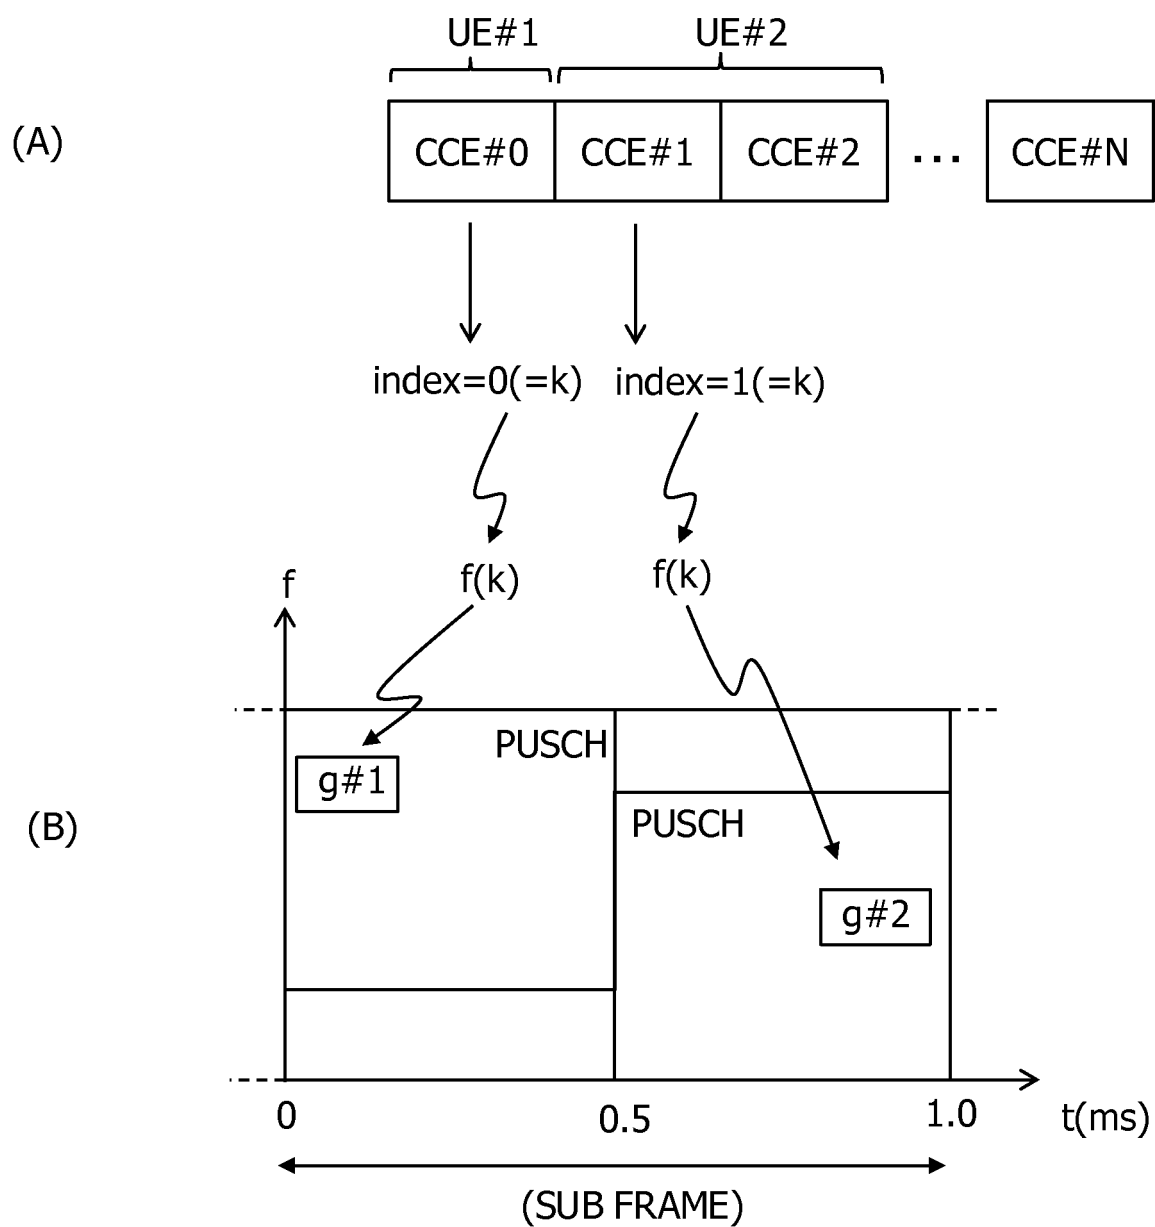 UE#1 UE#2
(A) CCE#0 CCE#1 CCE#2 ... CCE#N
index=0(=k) index=1(=k)
f(k) f(k)
f
PUSCH
g#1
(B) PUSCH
g#2
0 0.5 1.0 t(ms)
(SUB FRAME)